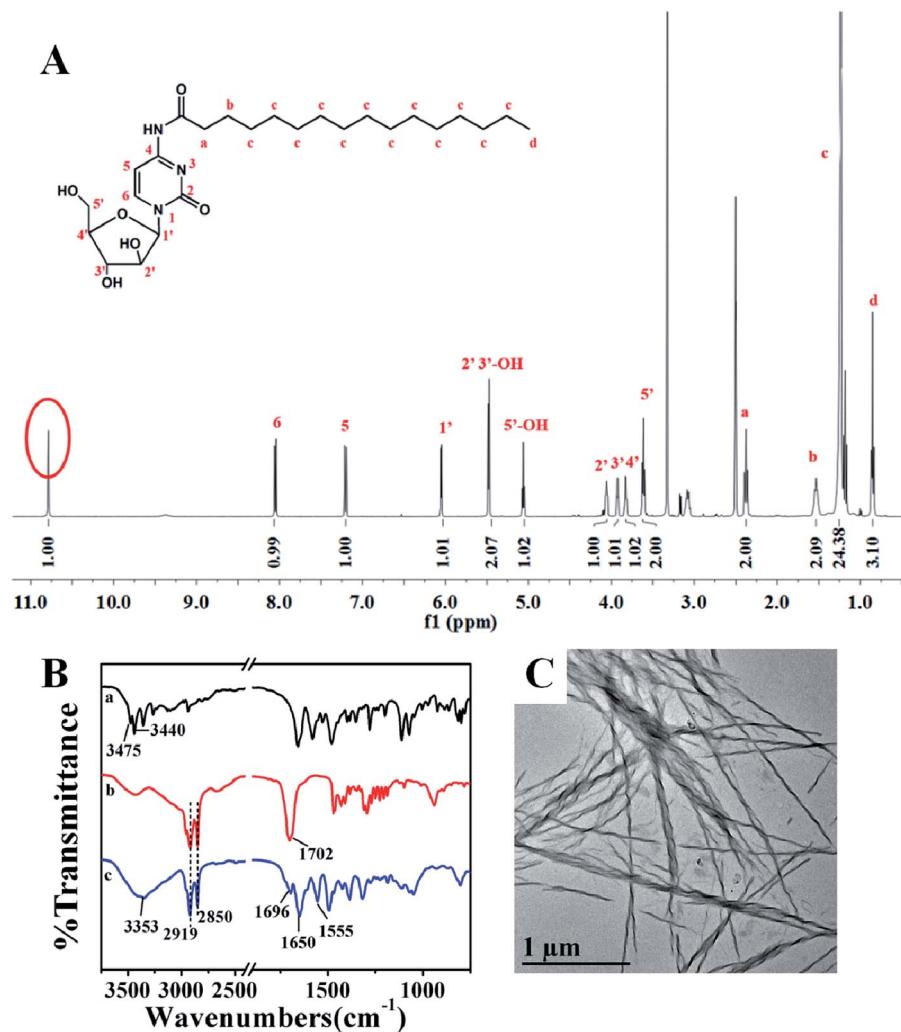 A
O
b c c c c c c c
HN a c c c c c c d
4
5 3
N
6 2
HO N O
5' 1
O 1'
4' HO
3' 2'
OH
6
5
1'
2' 3'-OH
5'-OH
2' 3' 4'
5'
a
b
c
d
1.00 0.99 1.00 1.01 2.07 1.02 1.00 1.01 1.02 2.00 2.00 2.09 24.38 3.10
11.0 10.0 9.0 8.0 7.0 6.0 5.0 4.0 3.0 2.0 1.0
f1 (ppm)
B
%Transmittance
a
3475 3440
b
1702
c
3353 2919 2850 1696 1650 1555
3500 3000 2500 1500 1000
Wavenumbers(cm-1)
C
1 μm